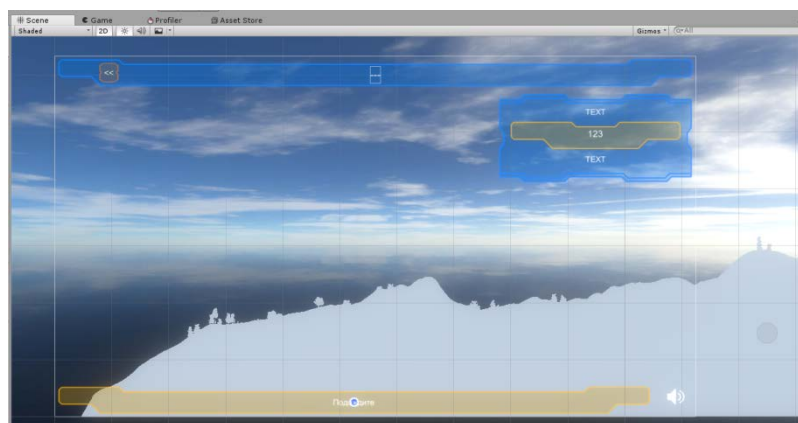 Scene Game Profiler Asset Store
Shaded 2D Gizmos All
<<
TEXT
123
TEXT